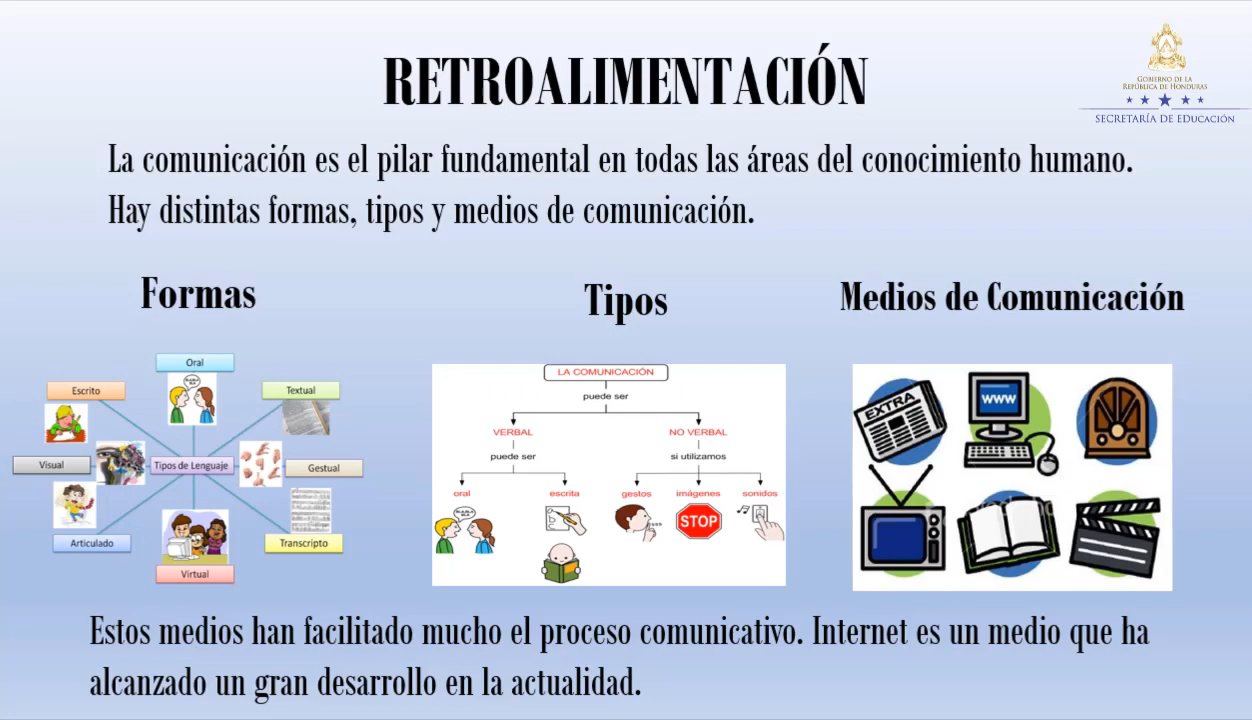 RETROALIMENTACIÓN
GOBIERNO DE LA
REPÚBLICA DE HONDURAS
SECRETARÍA DE EDUCACIÓN
La comunicación es el pilar fundamental en todas las áreas del conocimiento humano.
Hay distintas formas, tipos y medios de comunicación.
Formas
Oral
Escrito
Textual
Visual
Tipos de Lenguaje
Gestual
Articulado
Transcripto
Virtual
Tipos
LA COMUNICACIÓN
puede ser
VERBAL
NO VERBAL
puede ser
si utilizamos
oral
escrita
gestos
imágenes
sonidos
STOP
Medios de Comunicación
EXTRA
WWW
Estos medios han facilitado mucho el proceso comunicativo. Internet es un medio que ha
alcanzado un gran desarrollo en la actualidad.